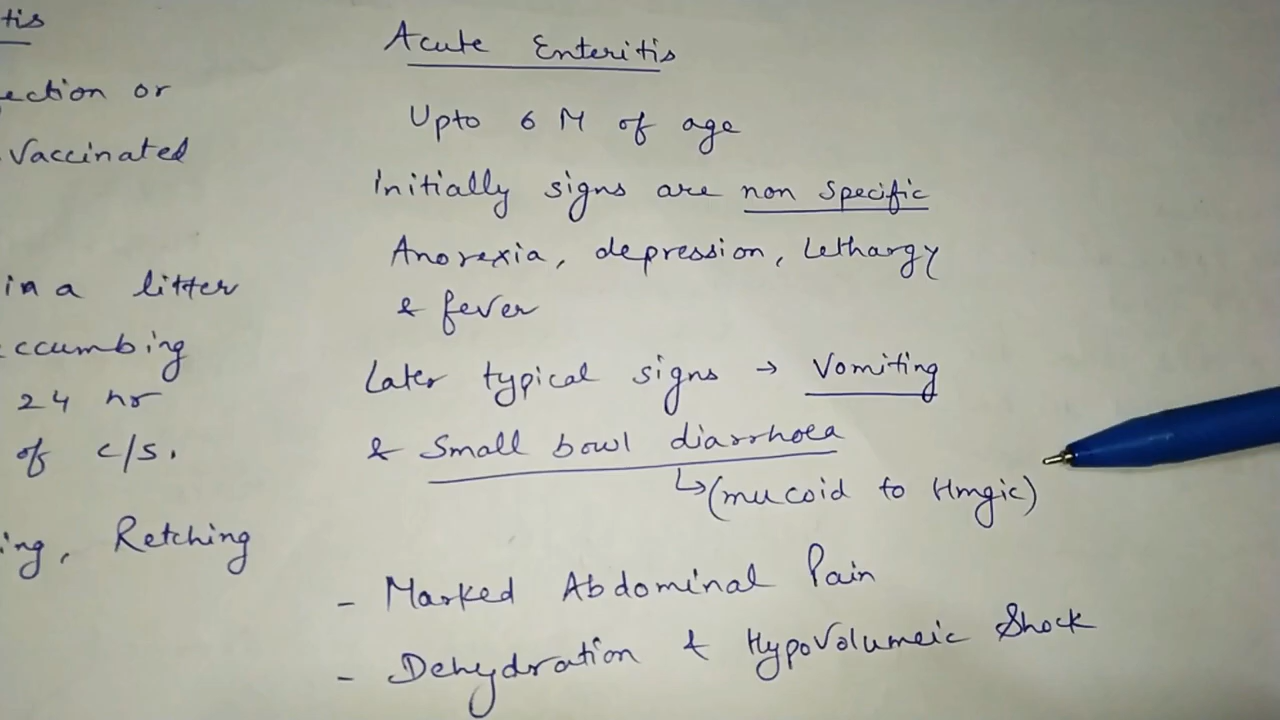 tis
ection or
Vaccinated
in a litter
ccumbing
24 hr
of c/s.
ing, Retching
Acute Enteritis
Upto 6 M of age
initially signs are non specific
Anorexia, depression, Lethargy
& fever
Later typical signs → Vomiting
& Small bowl diarrhoea
↳ (mucoid to Hmgic)
- Marked Abdominal Pain
- Dehydration & Hypovolumeic Shock